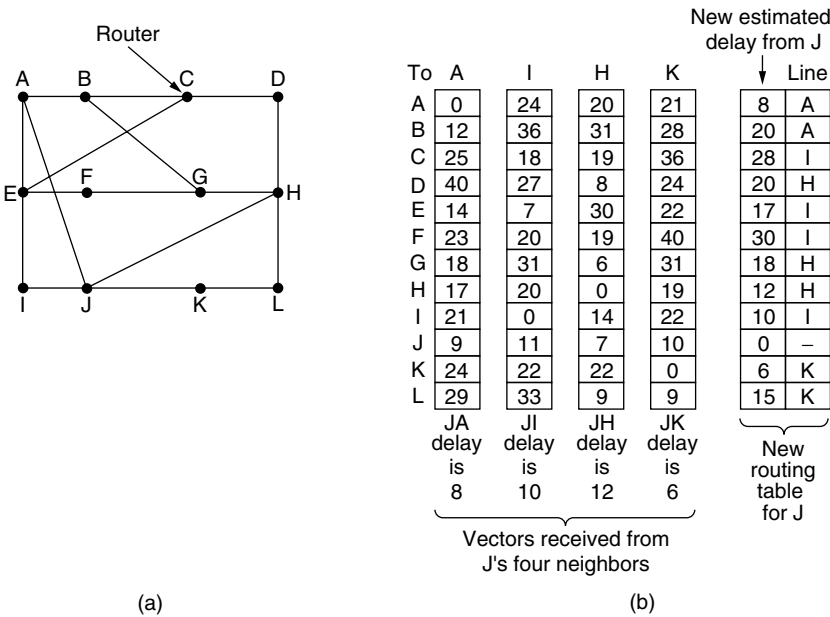 Router
A B C D
E F G H
I J K L
(a)
New estimated
delay from J
To A I H K Line
A 0 24 20 21 8 A
B 12 36 31 28 20 A
C 25 18 19 36 28 I
D 40 27 8 24 20 H
E 14 7 30 22 17 I
F 23 20 19 40 30 I
G 18 31 6 31 18 H
H 17 20 0 19 12 H
I 21 0 14 22 10 I
J 9 11 7 10 0 –
K 24 22 22 0 6 K
L 29 33 9 9 15 K
JA JI JH JK
delay delay delay delay
is is is is
8 10 12 6
Vectors received from
J's four neighbors
New
routing
table
for J
(b)